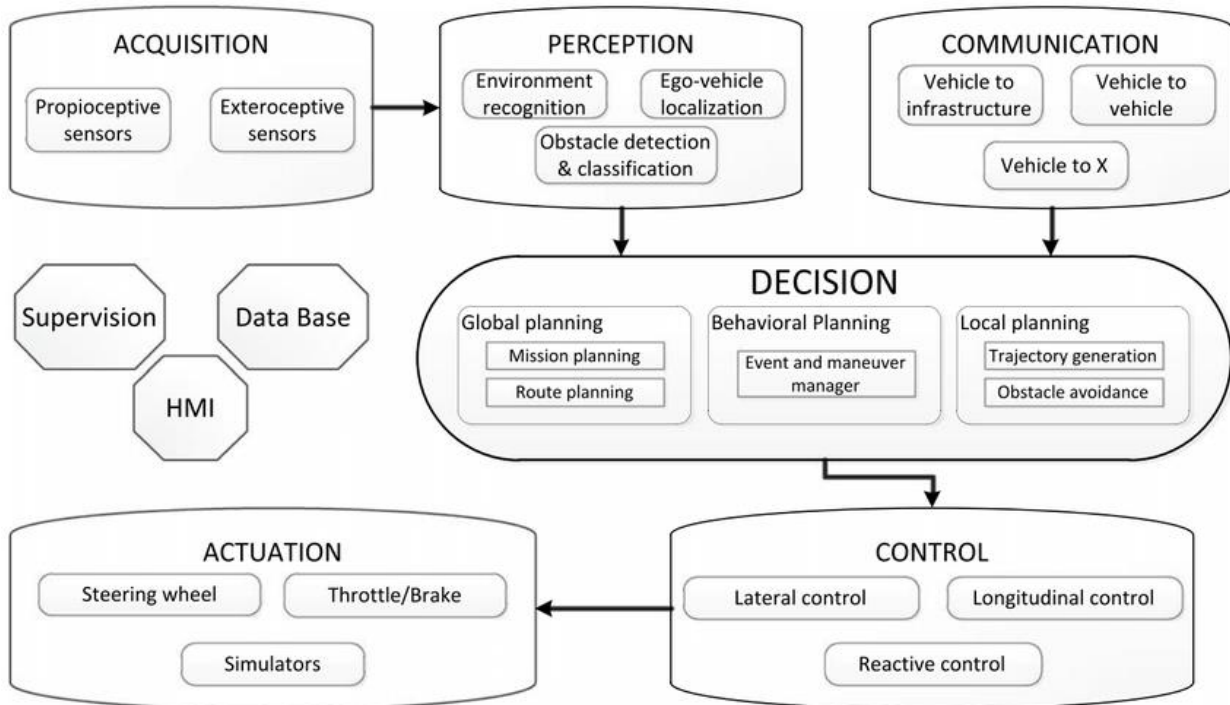 ACQUISITION
Propioceptive
sensors
Exteroceptive
sensors
PERCEPTION
Environment
recognition
Ego-vehicle
localization
Obstacle detection
& classification
COMMUNICATION
Vehicle to
infrastructure
Vehicle to
vehicle
Vehicle to X
Supervision
Data Base
HMI
DECISION
Global planning
Mission planning
Route planning
Behavioral Planning
Event and maneuver
manager
Local planning
Trajectory generation
Obstacle avoidance
ACTUATION
Steering wheel
Throttle/Brake
Simulators
CONTROL
Lateral control
Longitudinal control
Reactive control